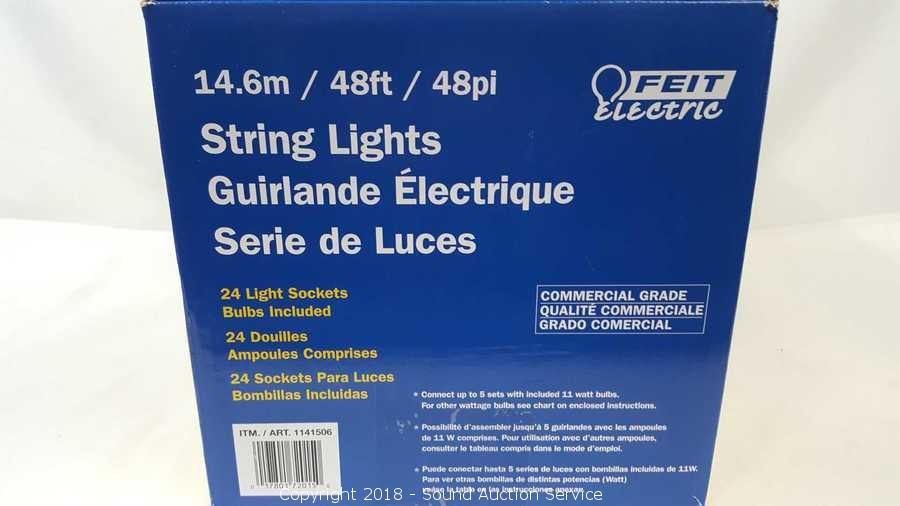 14.6m / 48ft / 48pi
FEIT
ELECTRIC
String Lights
Guirlande Électrique
Serie de Luces
24 Light Sockets
Bulbs Included
24 Douilles
Ampoules Comprises
24 Sockets Para Luces
Bombillas Incluidas
COMMERCIAL GRADE
QUALITÉ COMMERCIALE
GRADO COMERCIAL
* Connect up to 5 sets with included 11 watt bulbs.
For other wattage bulbs see chart on enclosed instructions.
* Possibilité d'assembler jusqu'à 5 guirlandes avec les ampoules
de 11 W comprises. Pour utilisation avec d'autres ampoules,
consulter le tableau compris dans le mode d'emploi.
* Puede conectar hasta 5 series de luces con bombillas incluidas de 11W.
Para ver otras bombillas de distintas potencias (Watt)
la tabla en las instrucciones
ITM. / ART. 1141506
Copyright 2018 - Sound Auction Service